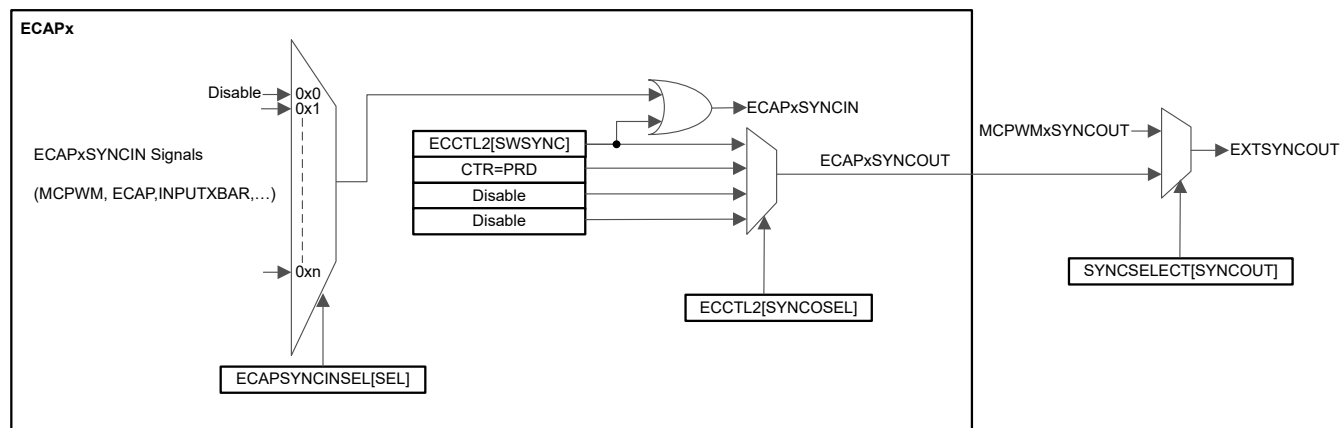 ECAPx
Disable
0x0
0x1
ECAPxSYNCIN Signals
(MCPWM, ECAP,INPUTXBAR,…)
0xn
ECAPSYNCINSEL[SEL]
ECAPxSYNCIN
ECCTL2[SWSYNC]
CTR=PRD
Disable
Disable
ECCTL2[SYNCOSEL]
ECAPxSYNCOUT
MCPWMxSYNCOUT
EXTSYNCOUT
SYNCSELECT[SYNCOUT]